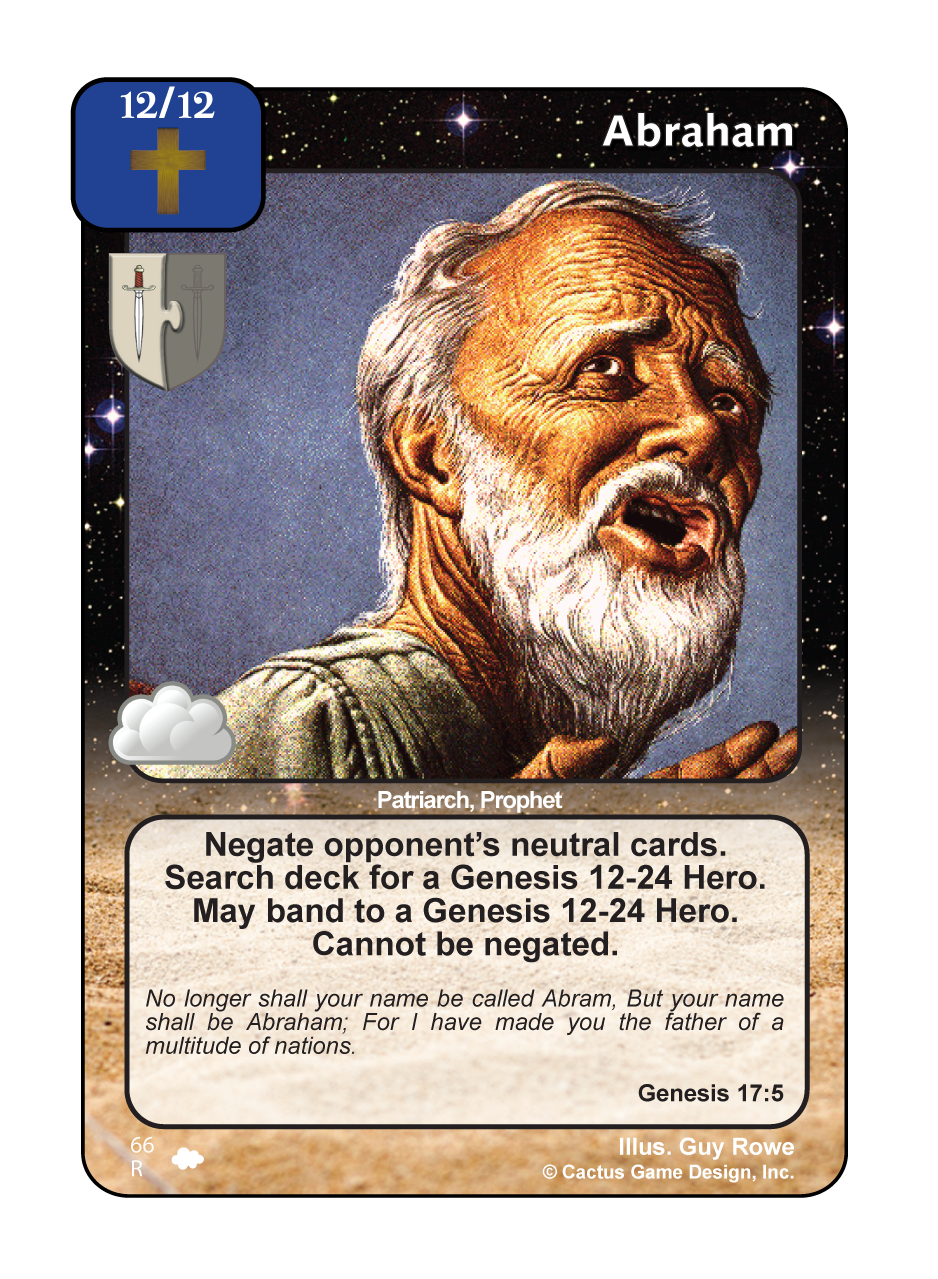 12/12
Abraham
Patriarch, Prophet
Negate opponent’s neutral cards.
Search deck for a Genesis 12-24 Hero.
May band to a Genesis 12-24 Hero.
Cannot be negated.
No longer shall your name be called Abram, But your name
shall be Abraham; For I have made you the father of a
multitude of nations.
Genesis 17:5
66
R
Illus. Guy Rowe
© Cactus Game Design, Inc.